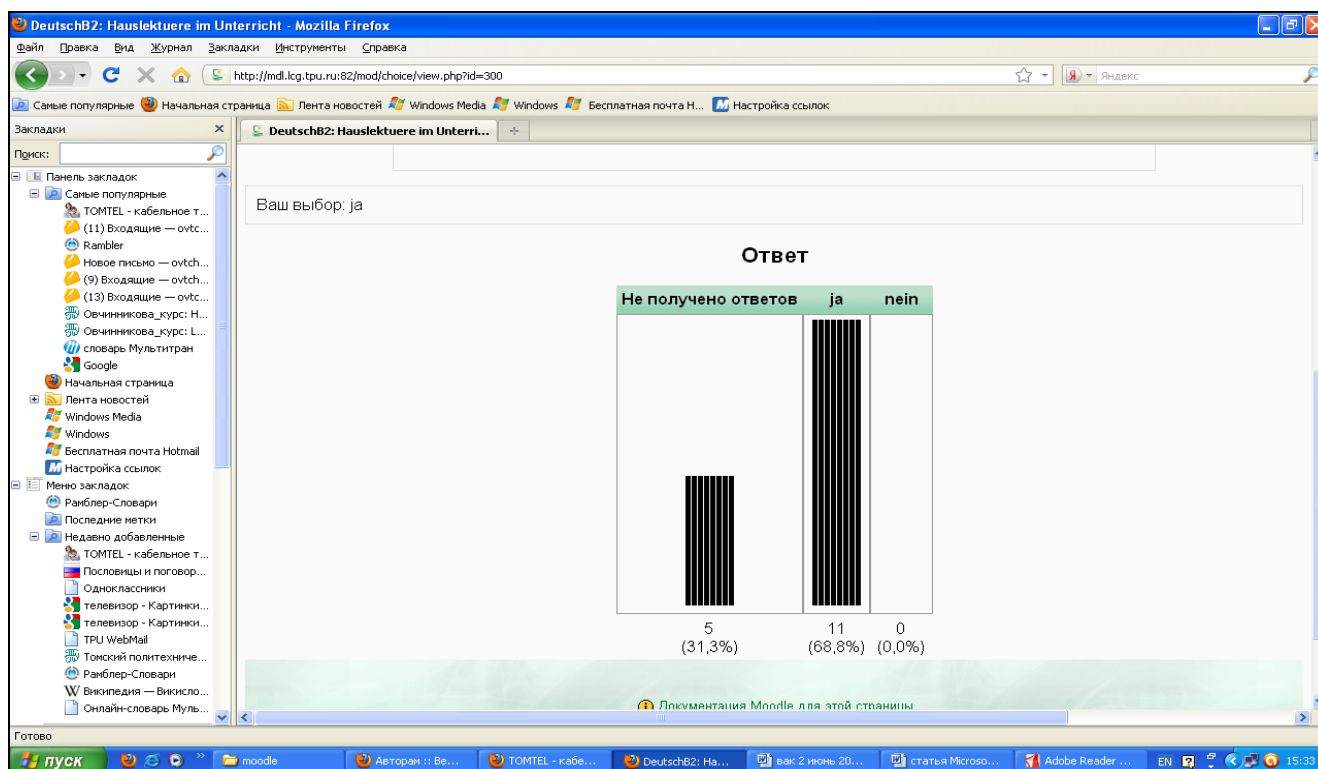 DeutschB2: Hauslektuere im Unterricht - Mozilla Firefox
Файл Правка Вид Журнал Закладки Инструменты Справка
http://mdl.lcg.tpu.ru:82/mod/choice/view.php?id=300
Яндекс
Самые популярные Начальная страница Лента новостей Windows Media Windows Бесплатная почта H... Настройка ссылок
Закладки
DeutschB2: Hauslektuere im Unterri...
Поиск:
Панель закладок
Самые популярные
TOMTEL - кабельное т...
(11) Входящие — ovtc...
Rambler
Новое письмо — ovtch...
(9) Входящие — ovtch...
(13) Входящие — ovtc...
Овчинникова_курс: H...
Овчинникова_курс: L...
словарь Мультитран
Google
Начальная страница
Лента новостей
Windows Media
Windows
Бесплатная почта Hotmail
Настройка ссылок
Меню закладок
Рамблер-Словари
Последние метки
Недавно добавленные
TOMTEL - кабельное т...
Пословицы и поговор...
Одноклассники
телевизор - Картинки...
телевизор - Картинки...
TPU WebMail
Томский политехниче...
Рамблер-Словари
Википедия — Викисло...
Онлайн-словарь Муль...
Ваш выбор: ja
Ответ
Не получено ответов ja nein
5 11 0
(31,3%) (68,8%) (0,0%)
Документация Moodle для этой страницы
Готово
пуск moodle Авторам :: Ве... TOMTEL - кабе... DeutschB2: Ha... вак 2 июнь 20... статья Microso... Adobe Reader ... EN 15:33